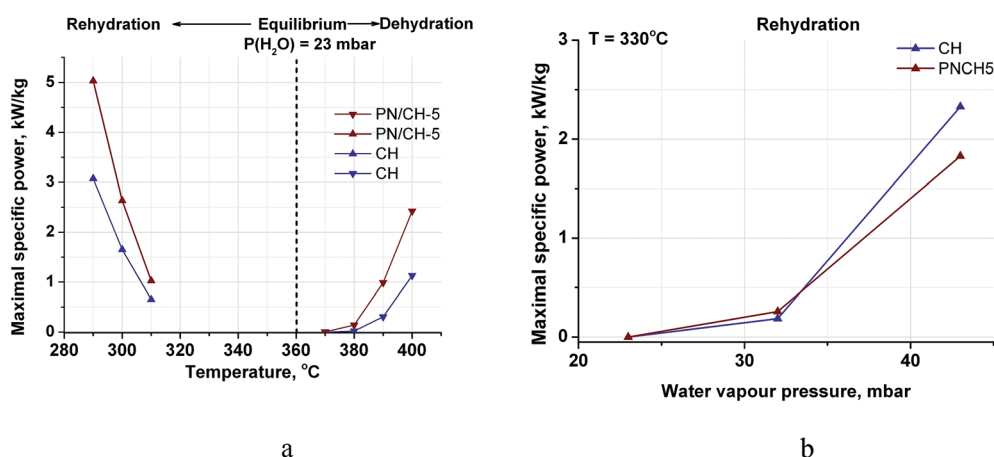 Rehydration Equilibrium Dehydration
P(H₂O) = 23 mbar
Maximal specific power, kW/kg
5
4
3
2
1
0
PN/CH-5
PN/CH-5
CH
CH
280 300 320 340 360 380 400
Temperature, °C
a
T = 330°C Rehydration
Maximal specific power, kW/kg
3
2
1
0
CH
PNCH5
20 30 40
Water vapour pressure, mbar
b